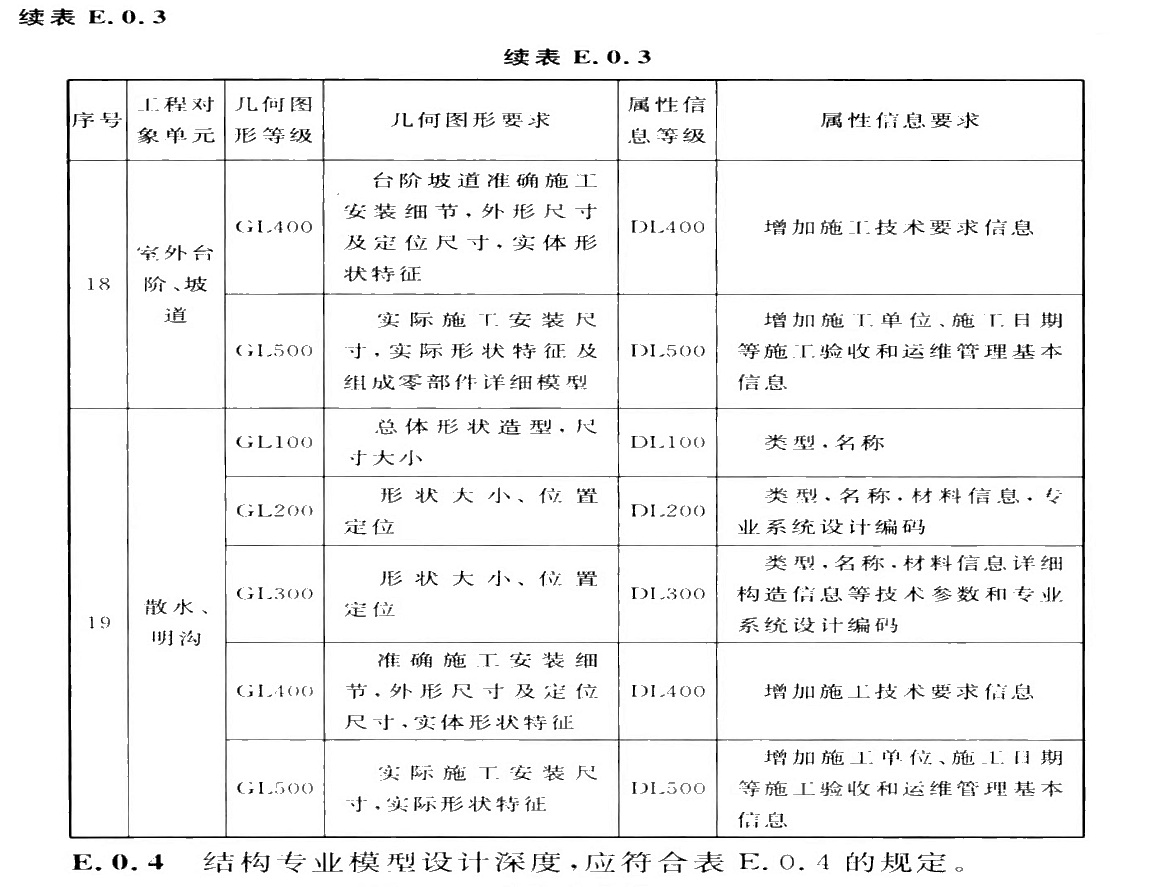 续表 E.0.3
续表 E.0.3
序号
工程对
象单元
几何图
形等级
几何图形要求
属性信
息等级
属性信息要求
18
室外台
阶、坡
道
GL400
台阶坡道准确施工
安装细节,外形尺寸
及定位尺寸,实体形
状特征
DL400
增加施工技术要求信息
GL500
实际施工安装尺
寸,实际形状特征及
组成零部件详细模型
DL500
增加施工单位、施工日期
等施工验收和运维管理基本
信息
19
散水、
明沟
GL100
总体形状造型,尺
寸大小
DL100
类型,名称
GL200
形状大小、位置
定位
DL200
类型,名称,材料信息,专
业系统设计编码
GL300
形状大小、位置
定位
DL300
类型,名称,材料信息详细
构造信息等技术参数和专业
系统设计编码
GL400
准确施工安装细
节,外形尺寸及定位
尺寸,实体形状特征
DL400
增加施工技术要求信息
GL500
实际施工安装尺
寸,实际形状特征
DL500
增加施工单位、施工日期
等施工验收和运维管理基本
信息
E.0.4 结构专业模型设计深度,应符合表 E.0.4 的规定。